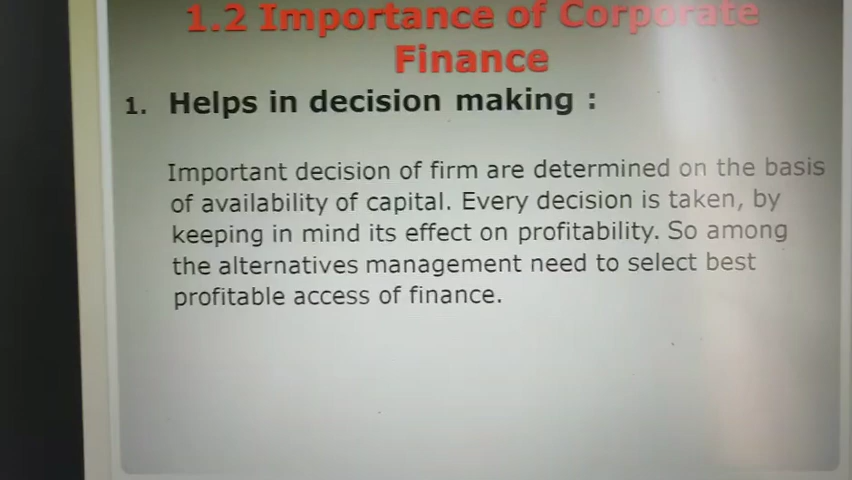 1.2 Importance of Corporate
Finance
1. Helps in decision making :
Important decision of firm are determined on the basis
of availability of capital. Every decision is taken, by
keeping in mind its effect on profitability. So among
the alternatives management need to select best
profitable access of finance.